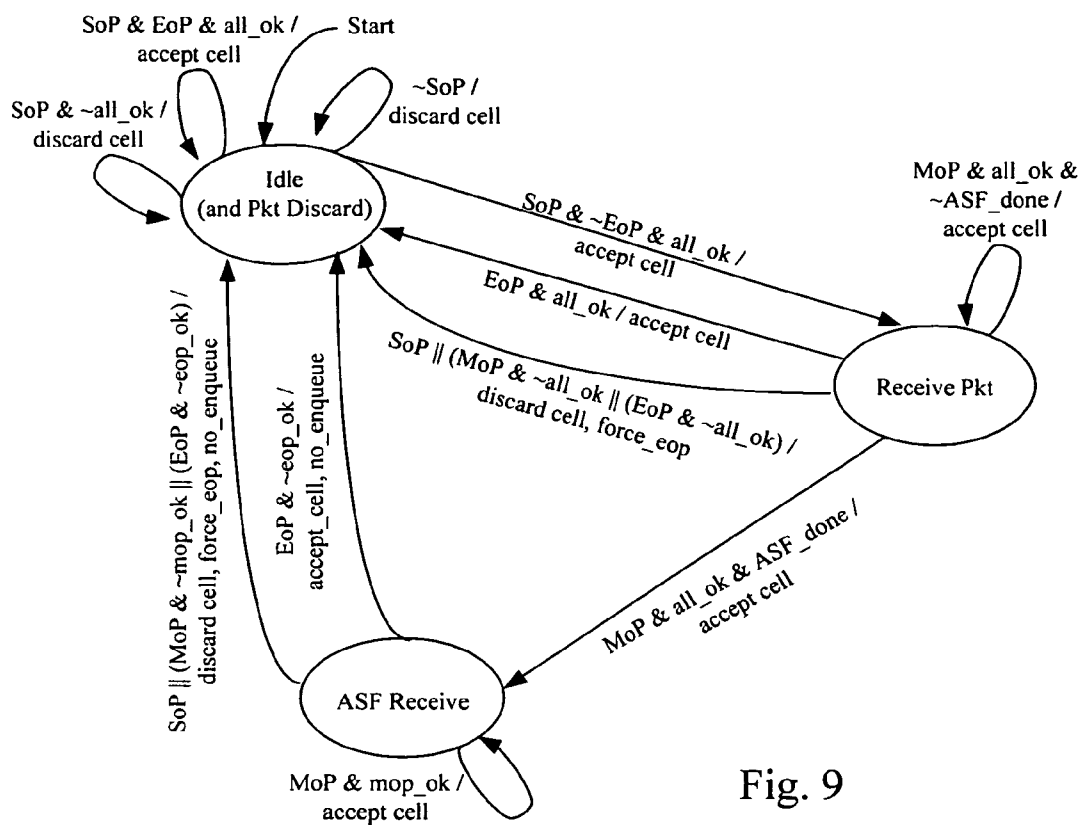 SoP & EoP & all_ok /
accept cell
Start
SoP & ~all_ok /
discard cell
~SoP /
discard cell
Idle
(and Pkt Discard)
MoP & all_ok &
~ASF_done /
accept cell
SoP & ~EoP & all_ok /
accept cell
EoP & all_ok / accept cell
SoP || (MoP & ~all_ok || (EoP & ~all_ok) /
discard cell, force_eop
Receive Pkt
SoP || (MoP & ~mop_ok || (EoP & ~eop_ok) /
discard cell, force_eop, no_enqueue
EoP & ~eop_ok /
accept_cell, no_enqueue
MoP & all_ok & ASF_done /
accept cell
ASF Receive
MoP & mop_ok /
accept cell
Fig. 9